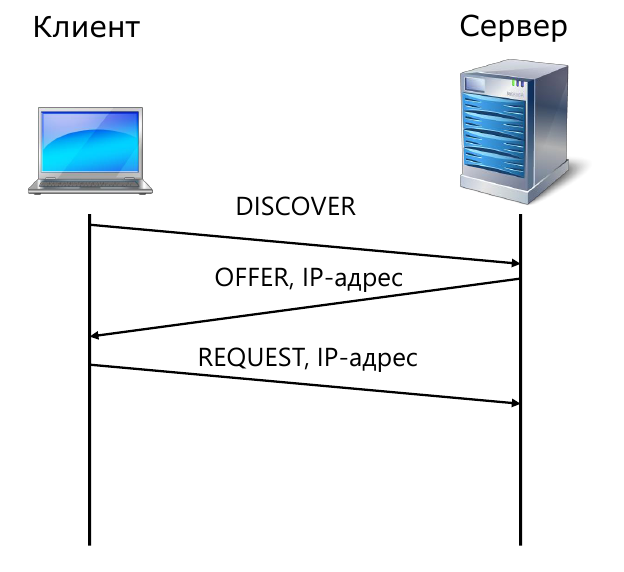 Клиент
Сервер
DISCOVER
OFFER, IP-адрес
REQUEST, IP-адрес